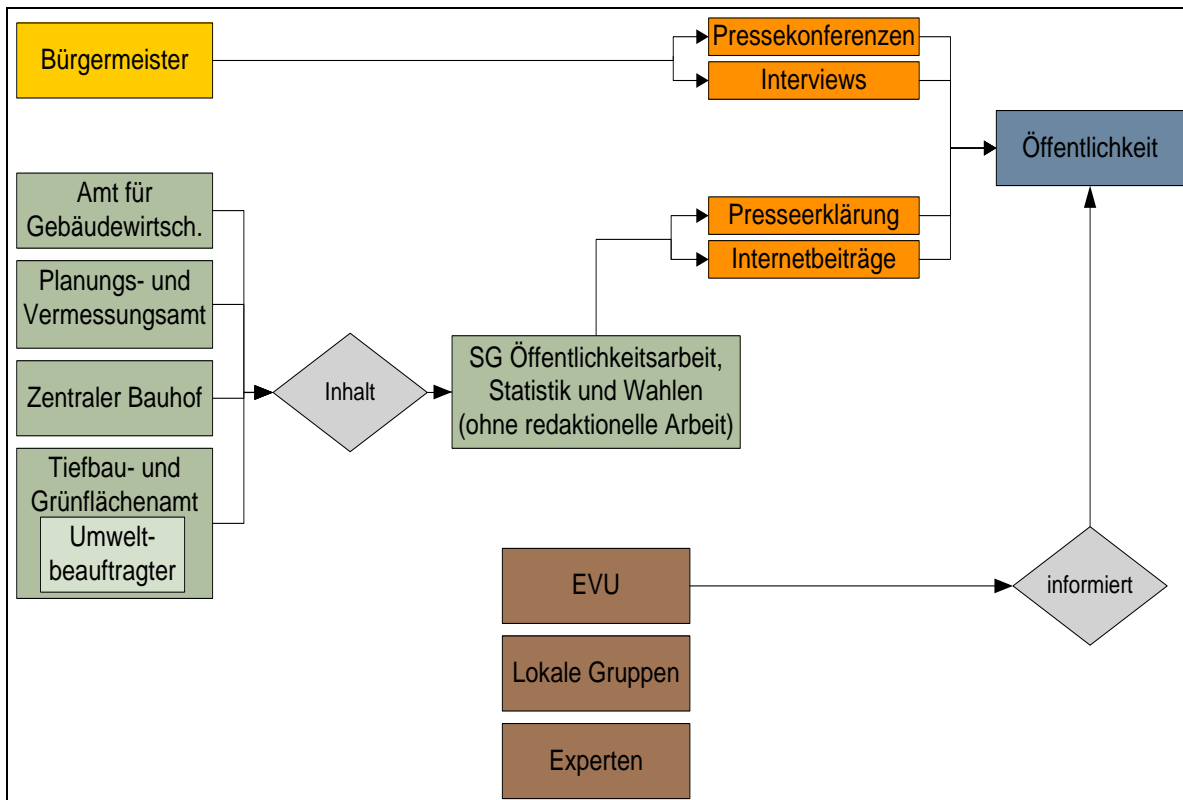 Bürgermeister
Pressekonferenzen
Interviews
Öffentlichkeit
Amt für
Gebäudewirtsch.
Planungs- und
Vermessungsamt
Zentraler Bauhof
Tiefbau- und
Grünflächenamt
Umwelt-
beauftragter
Inhalt
SG Öffentlichkeitsarbeit,
Statistik und Wahlen
(ohne redaktionelle Arbeit)
Presseerklärung
Internetbeiträge
EVU
Lokale Gruppen
Experten
informiert